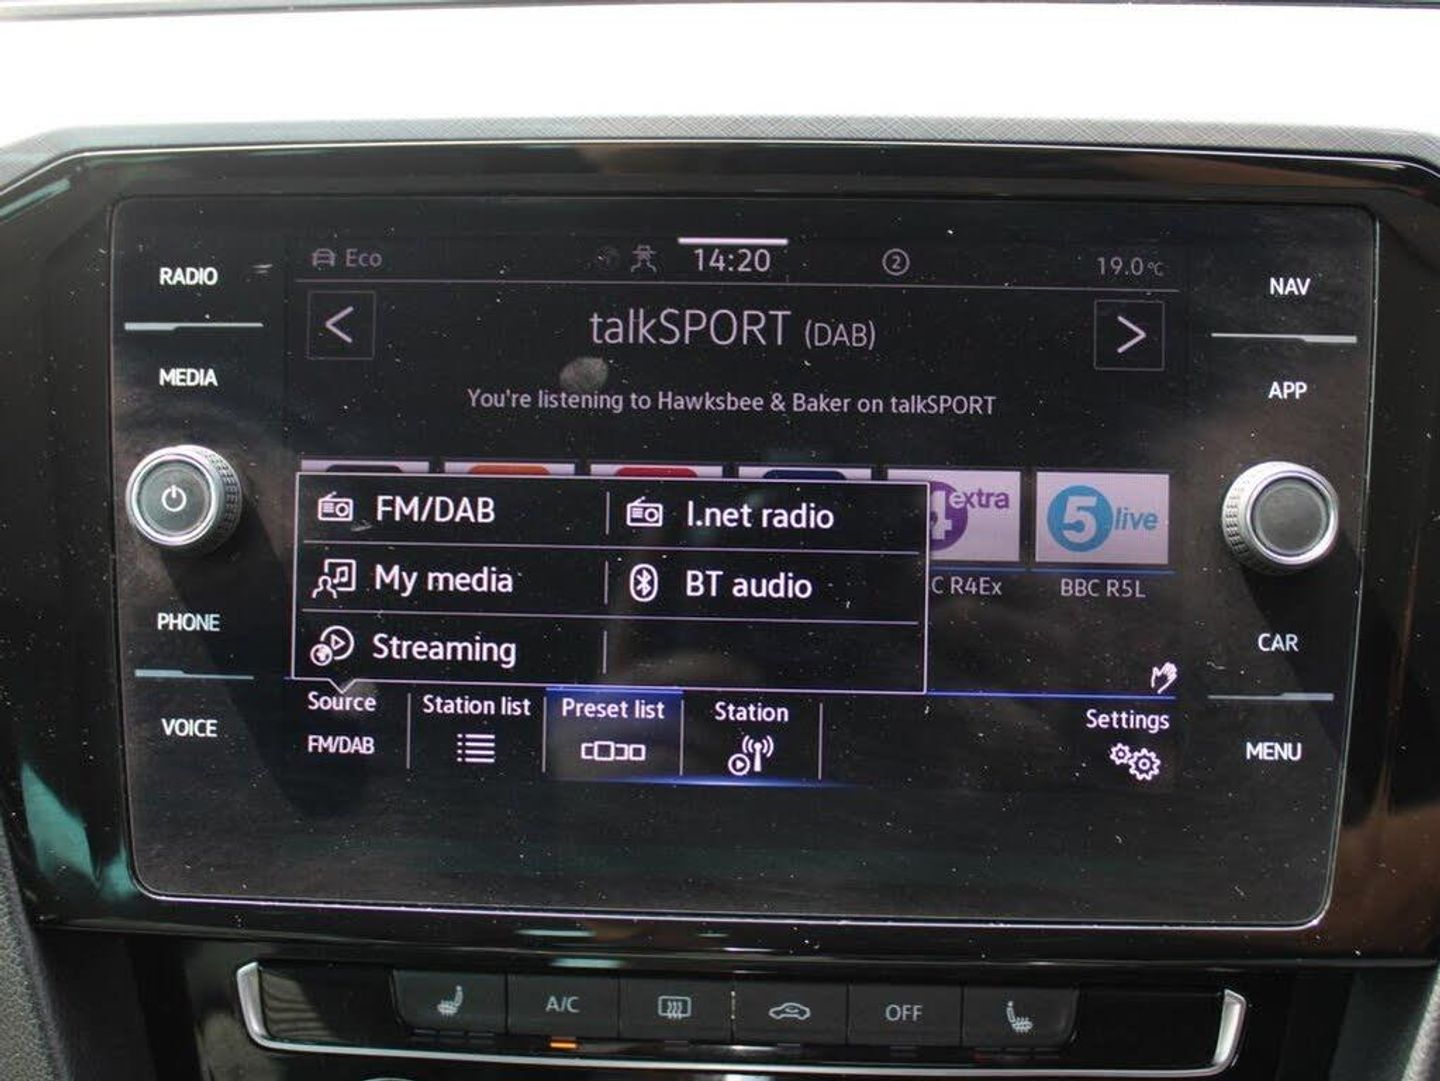 Eco 14:20 2 19.0°C
RADIO
NAV
< talkSPORT (DAB) >
MEDIA
APP
You're listening to Hawksbee & Baker on talkSPORT
FM/DAB I.net radio
4 extra
5 live
My media BT audio
C R4Ex
BBC R5L
PHONE
CAR
Streaming
Source Station list Preset list Station Settings
FM/DAB
VOICE
MENU
A/C OFF